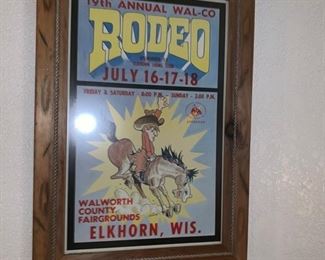 19th ANNUAL WAL-CO
RODEO
JULY 16-17-18
FRIDAY & SATURDAY - 8:00 P.M. SUNDAY - 2:00 P.M.
WALWORTH
COUNTY
FAIRGROUNDS
ELKHORN, WIS.